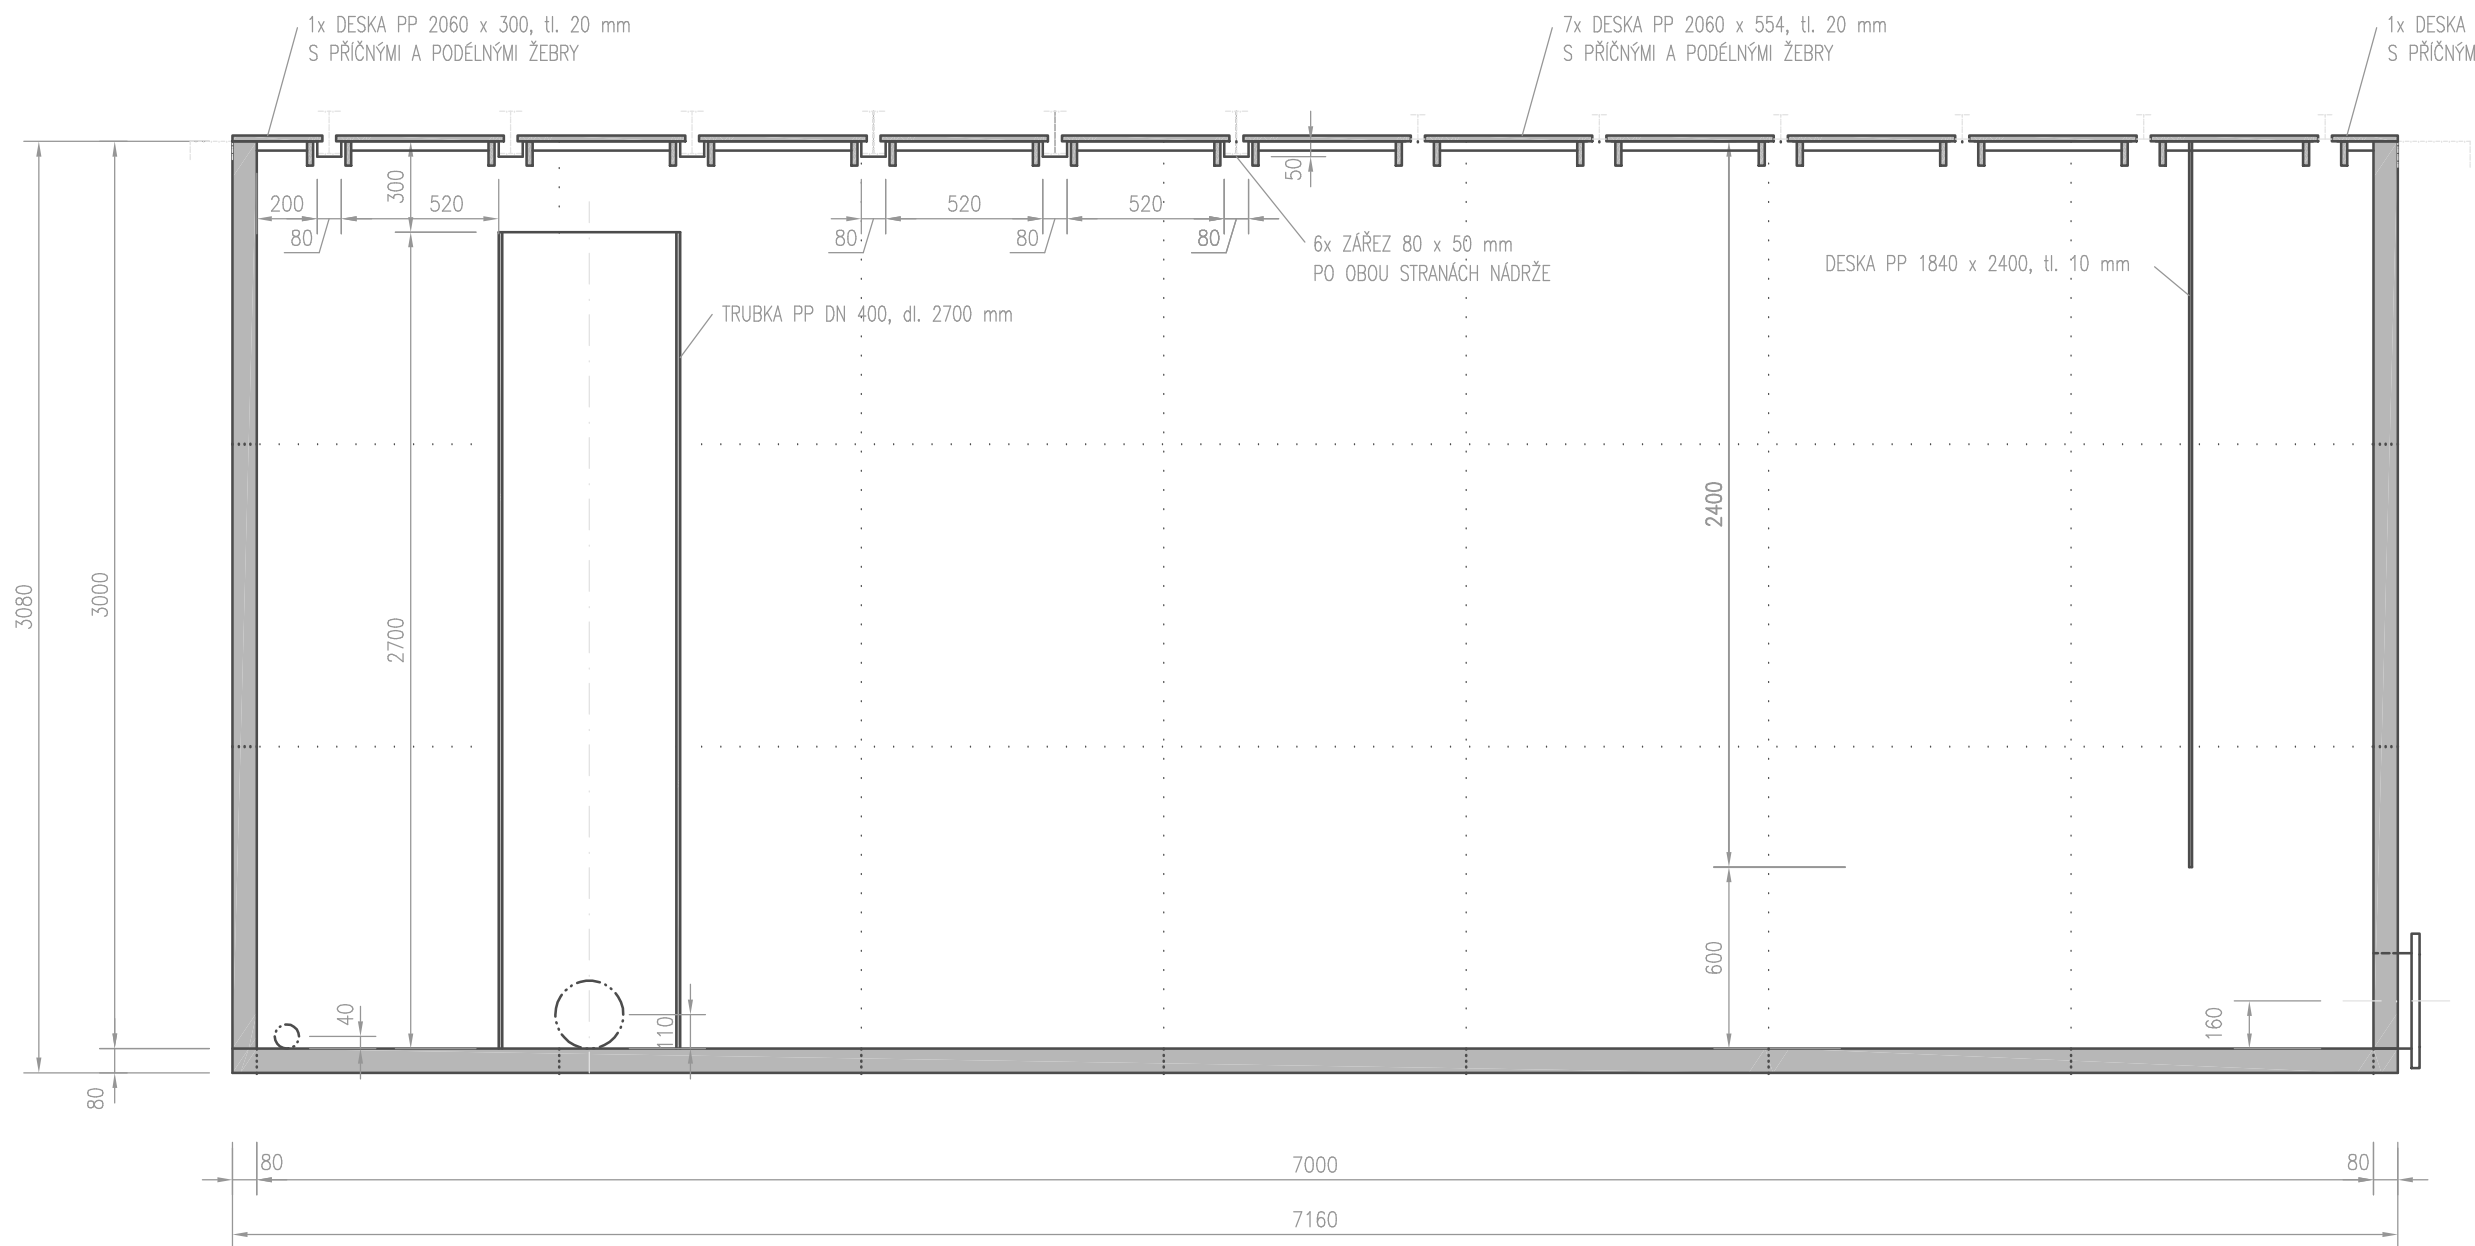 1x DESKA PP 2060 x 300, tl. 20 mm
S PŘÍČNÝMI A PODÉLNÝMI ŽEBRY
7x DESKA PP 2060 x 554, tl. 20 mm
S PŘÍČNÝMI A PODÉLNÝMI ŽEBRY
1x DESKA
S PŘÍČNÝM
300
50
200
520
520
520
80
80
80
80
6x ZÁŘEZ 80 x 50 mm
PO OBOU STRANÁCH NÁDRŽE
DESKA PP 1840 x 2400, tl. 10 mm
TRUBKA PP DN 400, dl. 2700 mm
2400
3080
3000
2700
600
40
110
160
80
80
7000
80
7160